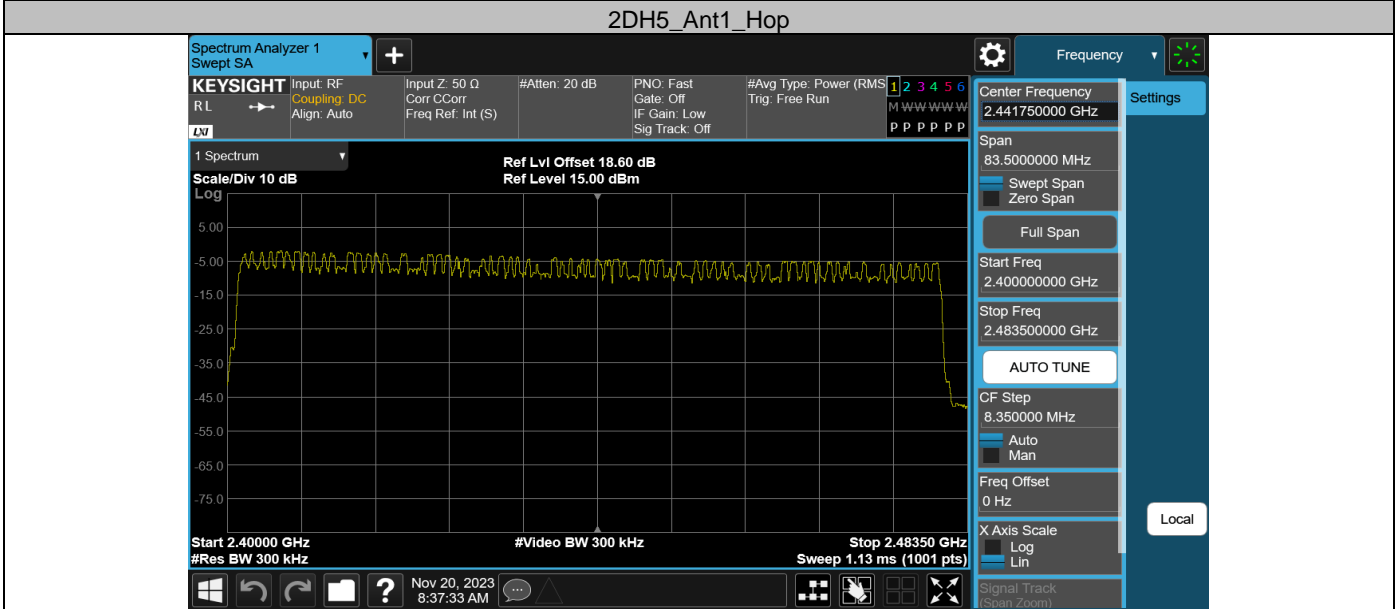 2DH5_Ant1_Hop
Spectrum Analyzer 1
Swept SA
Frequency
KEYSIGHT
R L
LXI
Input: RF
Coupling: DC
Align: Auto
Input Z: 50 Ω
Corr CCorr
Freq Ref: Int (S)
#Atten: 20 dB
PNO: Fast
Gate: Off
IF Gain: Low
Sig Track: Off
#Avg Type: Power (RMS
Trig: Free Run
1 2 3 4 5 6
M W W W W W
P P P P P P
1 Spectrum
Scale/Div 10 dB
Ref Lvl Offset 18.60 dB
Ref Level 15.00 dBm
Log
5.00
-5.00
-15.0
-25.0
-35.0
-45.0
-55.0
-65.0
-75.0
Start 2.40000 GHz
#Res BW 300 kHz
#Video BW 300 kHz
Stop 2.48350 GHz
Sweep 1.13 ms (1001 pts)
Center Frequency
2.441750000 GHz
Settings
Span
83.5000000 MHz
Swept Span
Zero Span
Full Span
Start Freq
2.400000000 GHz
Stop Freq
2.483500000 GHz
AUTO TUNE
CF Step
8.350000 MHz
Auto
Man
Freq Offset
0 Hz
X Axis Scale
Log
Lin
Signal Track
(Span Zoom)
Local
?
Nov 20, 2023
8:37:33 AM